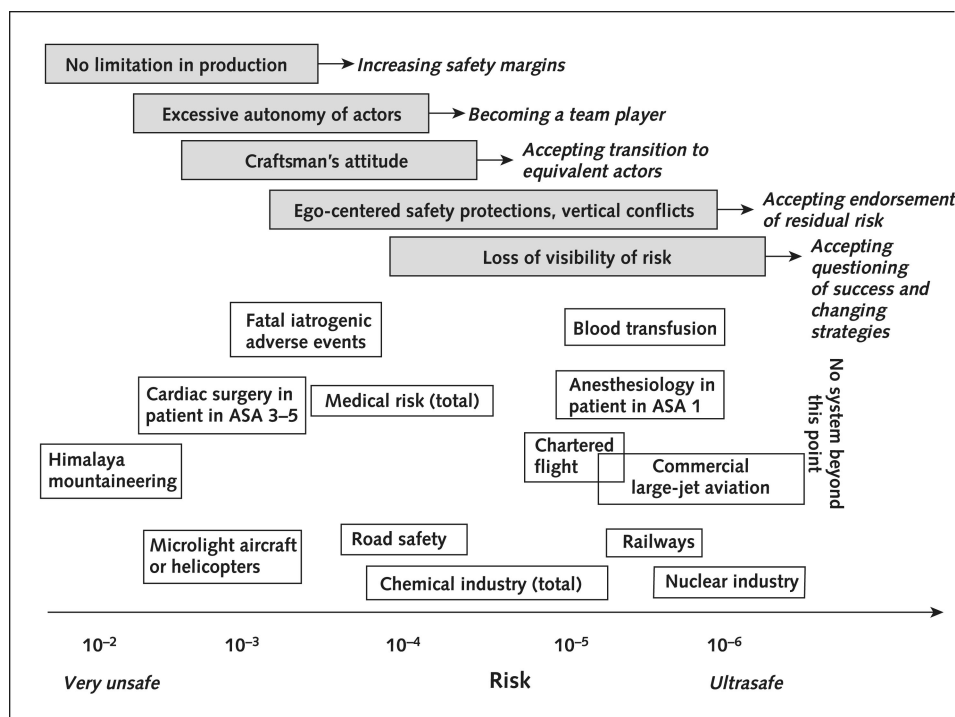 No limitation in production
Increasing safety margins
Excessive autonomy of actors
Becoming a team player
Craftsman's attitude
Accepting transition to
equivalent actors
Ego-centered safety protections, vertical conflicts
Accepting endorsement
of residual risk
Loss of visibility of risk
Accepting
questioning
of success and
changing
strategies
Fatal iatrogenic
adverse events
Blood transfusion
Cardiac surgery in
patient in ASA 3–5
Medical risk (total)
Anesthesiology in
patient in ASA 1
No system beyond
this point
Himalaya
mountaineering
Chartered
flight
Commercial
large-jet aviation
Microlight aircraft
or helicopters
Road safety
Railways
Chemical industry (total)
Nuclear industry
10⁻² 10⁻³ 10⁻⁴ 10⁻⁵ 10⁻⁶
Very unsafe Risk Ultrasafe